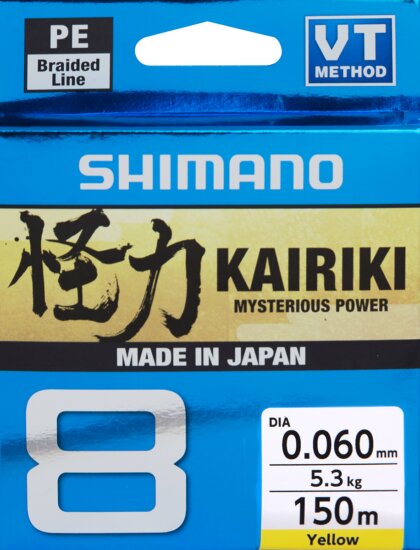 PE
Braided
Line
VT
METHOD
SHIMANO
怪力 KAIRIKI
MYSTERIOUS POWER
MADE IN JAPAN
8
DIA
0.060mm
5.3kg
150m
Yellow